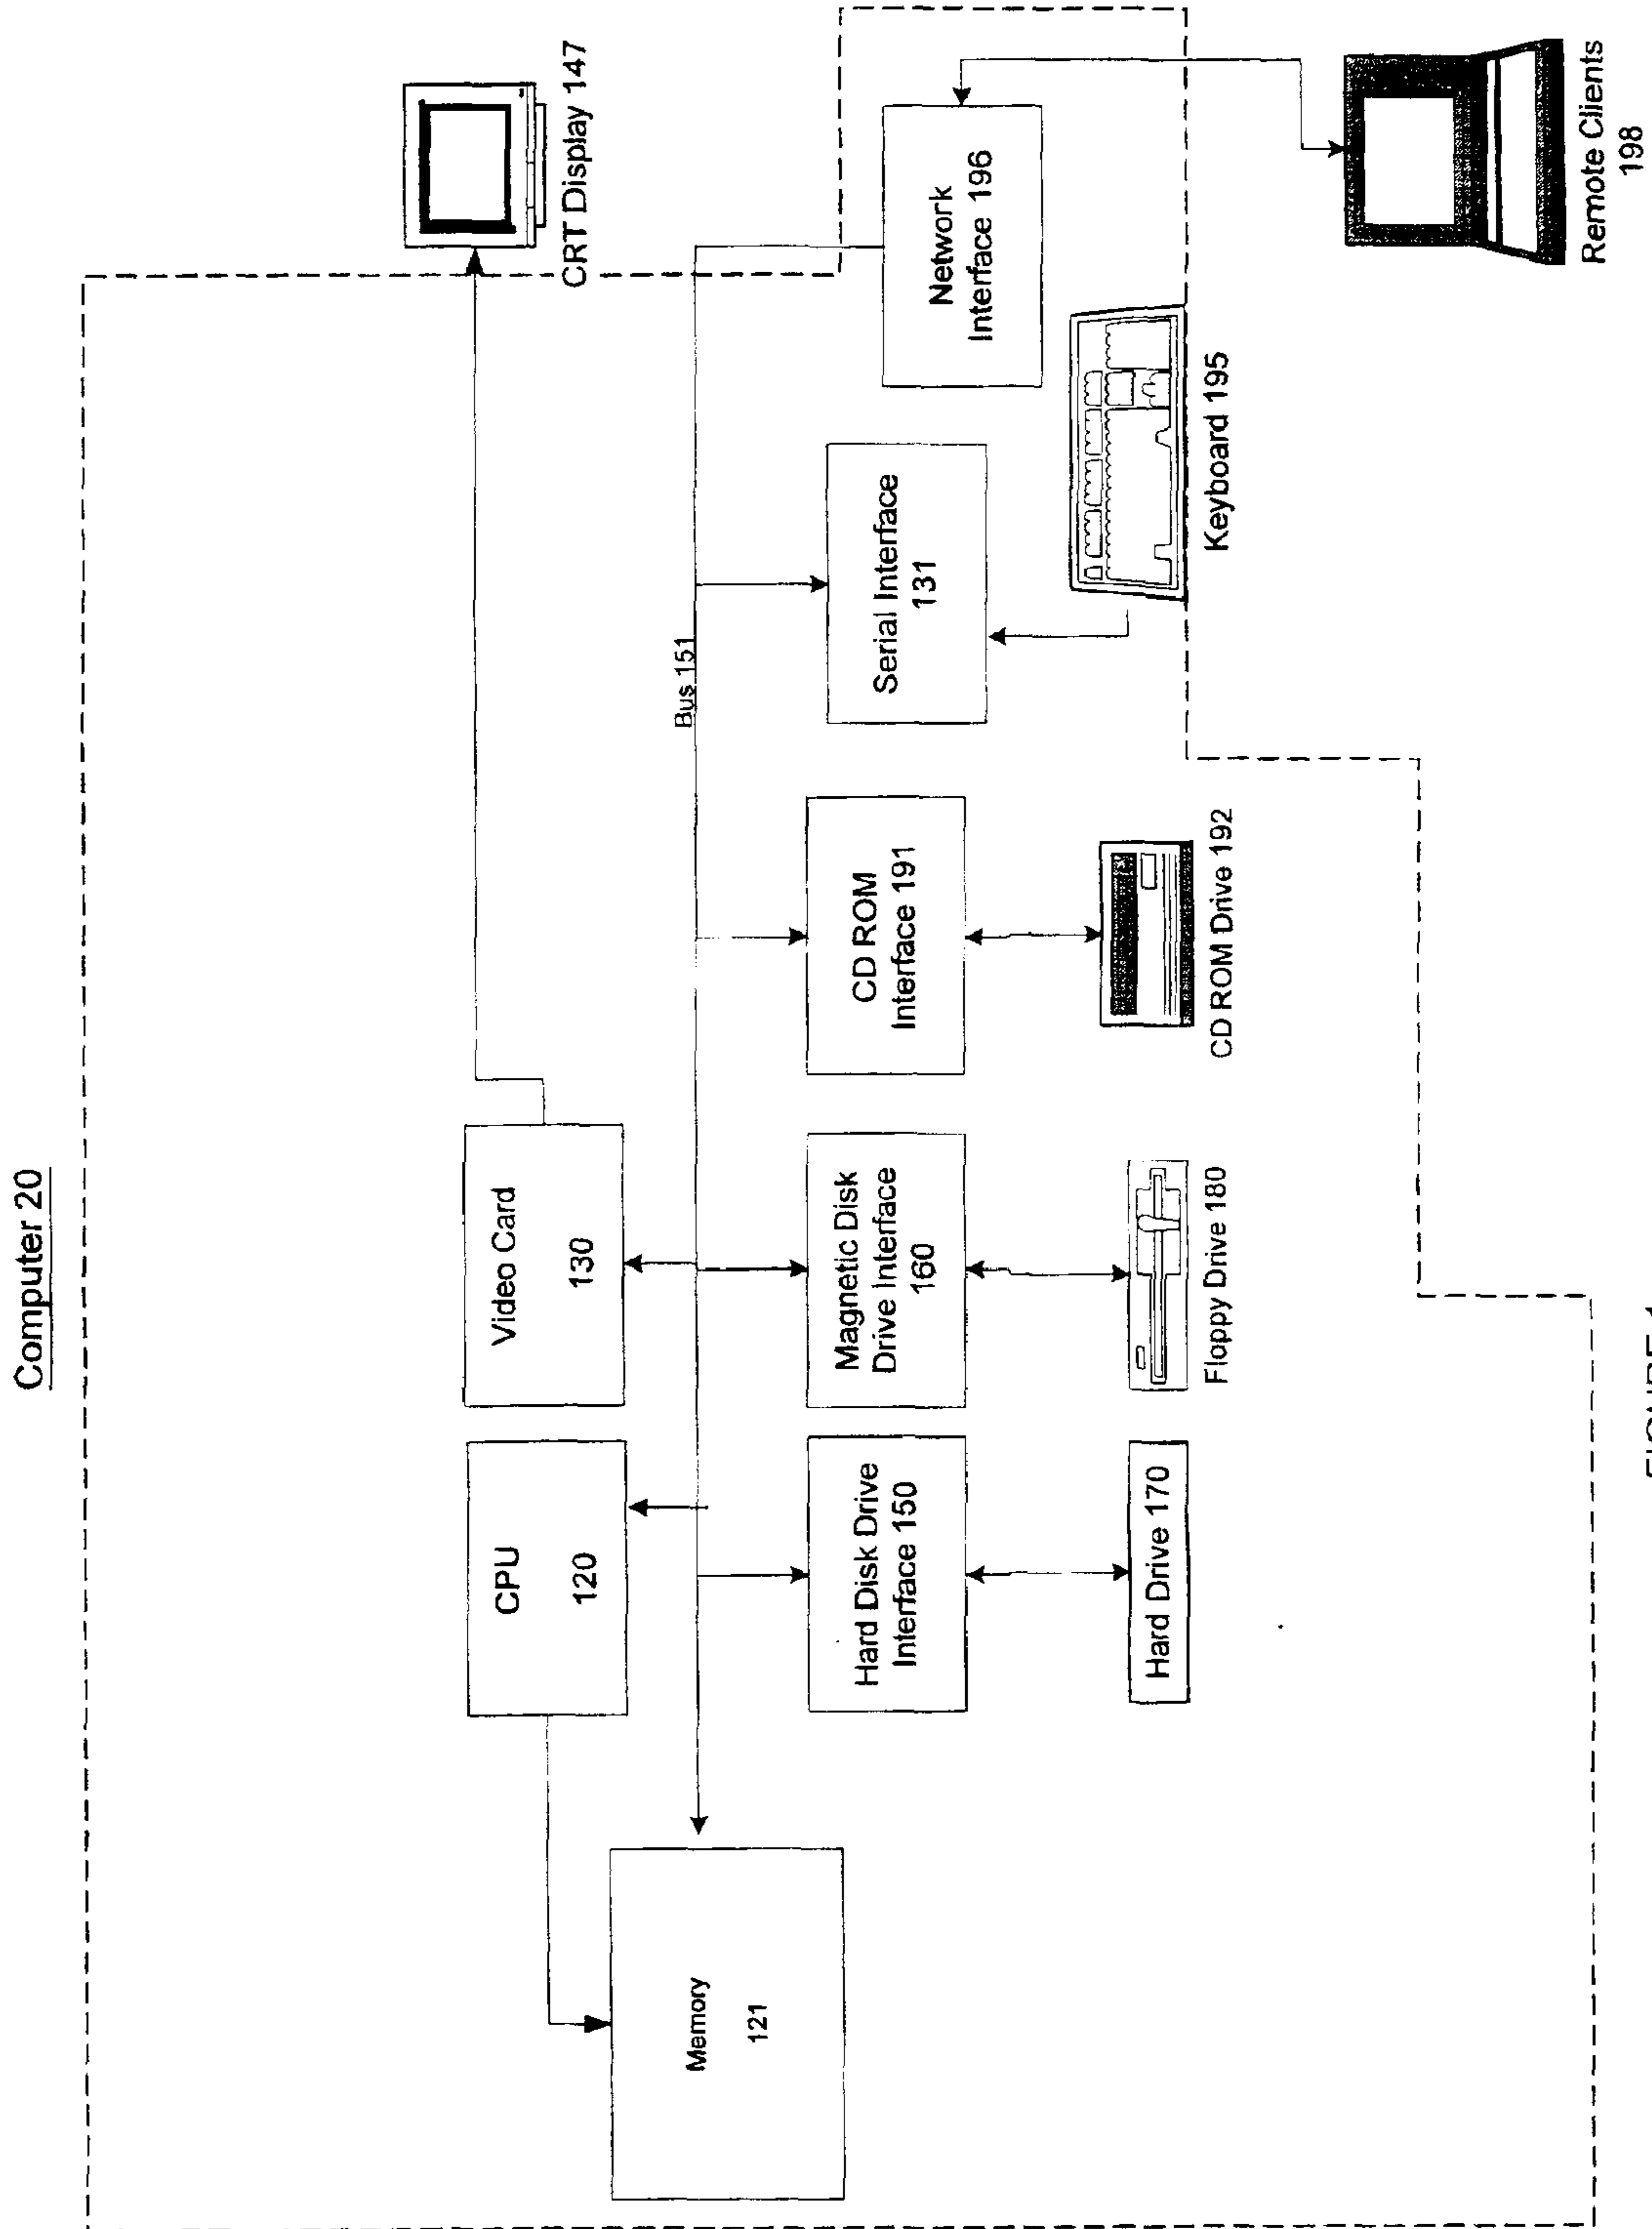 Computer 20
CPU
120
Video Card
130
CRT Display 147
Memory
121
Bus 151
Hard Disk Drive
Interface 150
Magnetic Disk
Drive Interface
160
CD ROM
Interface 191
Serial Interface
131
Network
Interface 196
Hard Drive 170
Floppy Drive 180
CD ROM Drive 192
Keyboard 195
Remote Clients
198